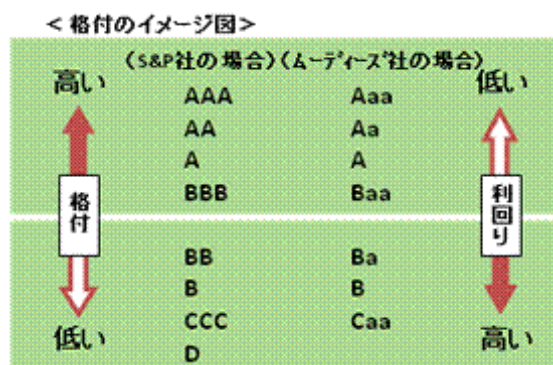 ＜格付のイメージ図＞
（S&P社の場合）（ムーディーズ社の場合）
高い 低い
AAA Aaa
AA Aa
A A
BBB Baa
格付 利回り
BB Ba
B B
CCC Caa
低い 高い
D